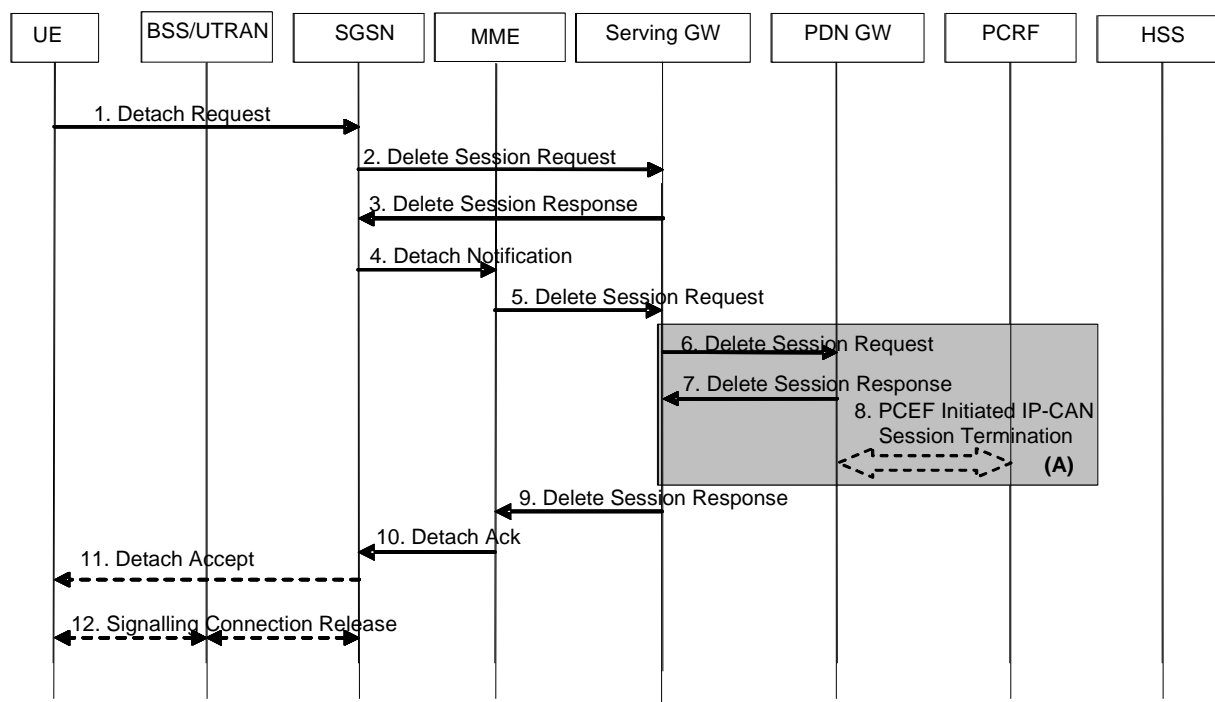 UE
BSS/UTRAN
SGSN
MME
Serving GW
PDN GW
PCRF
HSS
1. Detach Request
2. Delete Session Request
3. Delete Session Response
4. Detach Notification
5. Delete Session Request
6. Delete Session Request
7. Delete Session Response
8. PCEF Initiated IP-CAN
Session Termination
(A)
9. Delete Session Response
10. Detach Ack
11. Detach Accept
12. Signalling Connection Release